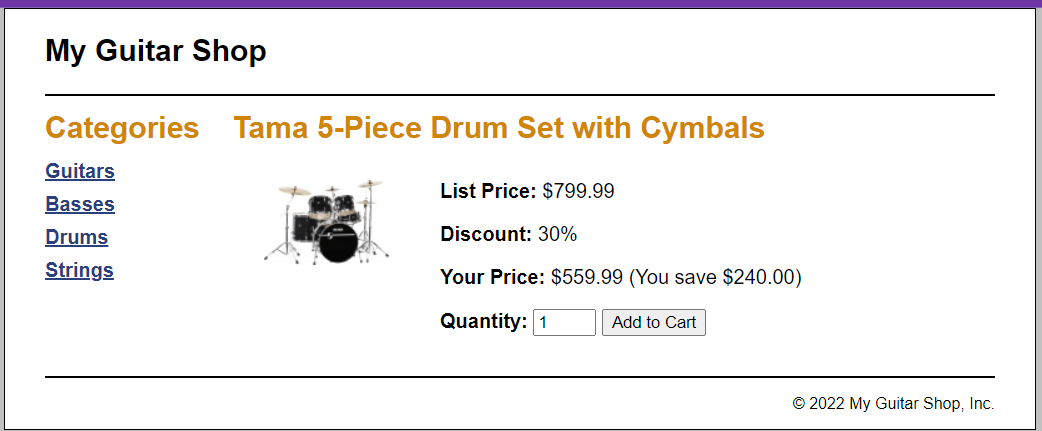 My Guitar Shop
Categories
Guitars
Basses
Drums
Strings
Tama 5-Piece Drum Set with Cymbals
List Price: $799.99
Discount: 30%
Your Price: $559.99 (You save $240.00)
Quantity: 1 Add to Cart
© 2022 My Guitar Shop, Inc.